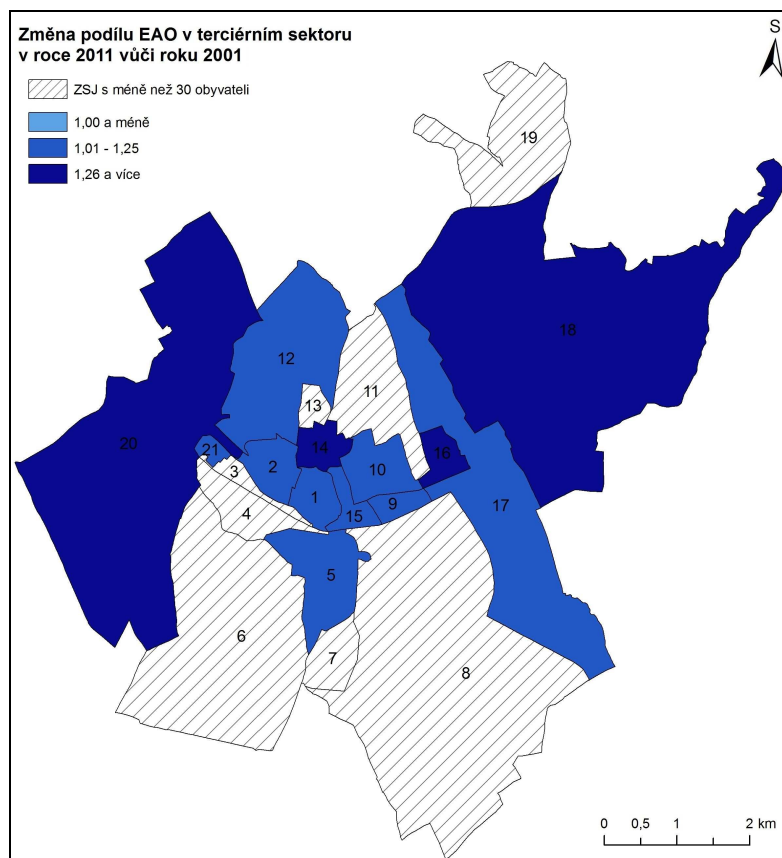 Změna podílu EAO v terciérním sektoru
v roce 2011 vůči roku 2001
S
ZSJ s méně než 30 obyvateli
1,00 a méně
1,01 - 1,25
1,26 a více
19
18
12
11
13
20
14
21
2
10
16
3
1
9
17
4
15
5
6
7
8
0 0,5 1 2 km